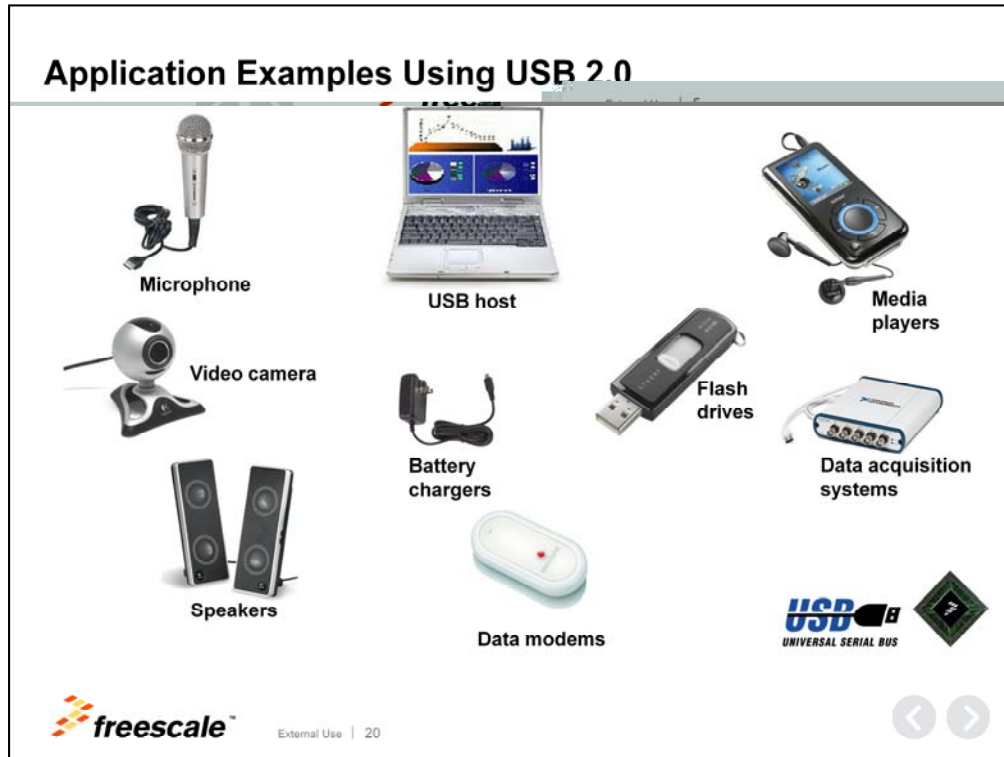 Application Examples Using USB 2.0
Microphone
USB host
Media
players
Video camera
Flash
drives
Battery
chargers
Data acquisition
systems
Speakers
Data modems
USB
UNIVERSAL SERIAL BUS
freescale™
External Use | 20